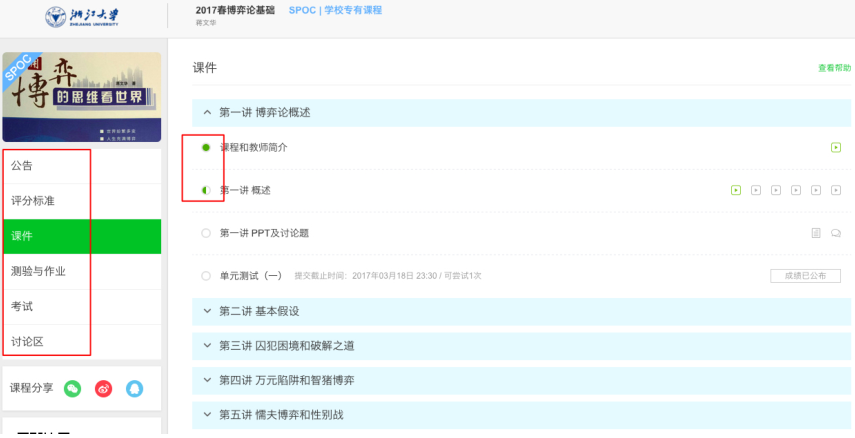 浙江大学
ZHEJIANG UNIVERSITY
2017春博弈论基础 SPOC | 学校专有课程
蒋文华
SPOC
用
博弈
的思维看世界
课件
查看帮助
第一讲 博弈论概述
课程和教师简介
公告
第一讲 概述
评分标准
课件
第一讲 PPT及讨论题
测验与作业
单元测试（一） 提交截止时间：2017年03月18日 23:30 / 可尝试1次 成绩已公布
考试
第二讲 基本假设
讨论区
第三讲 囚犯困境和破解之道
第四讲 万元陷阱和智猪博弈
课程分享
第五讲 懦夫博弈和性别战